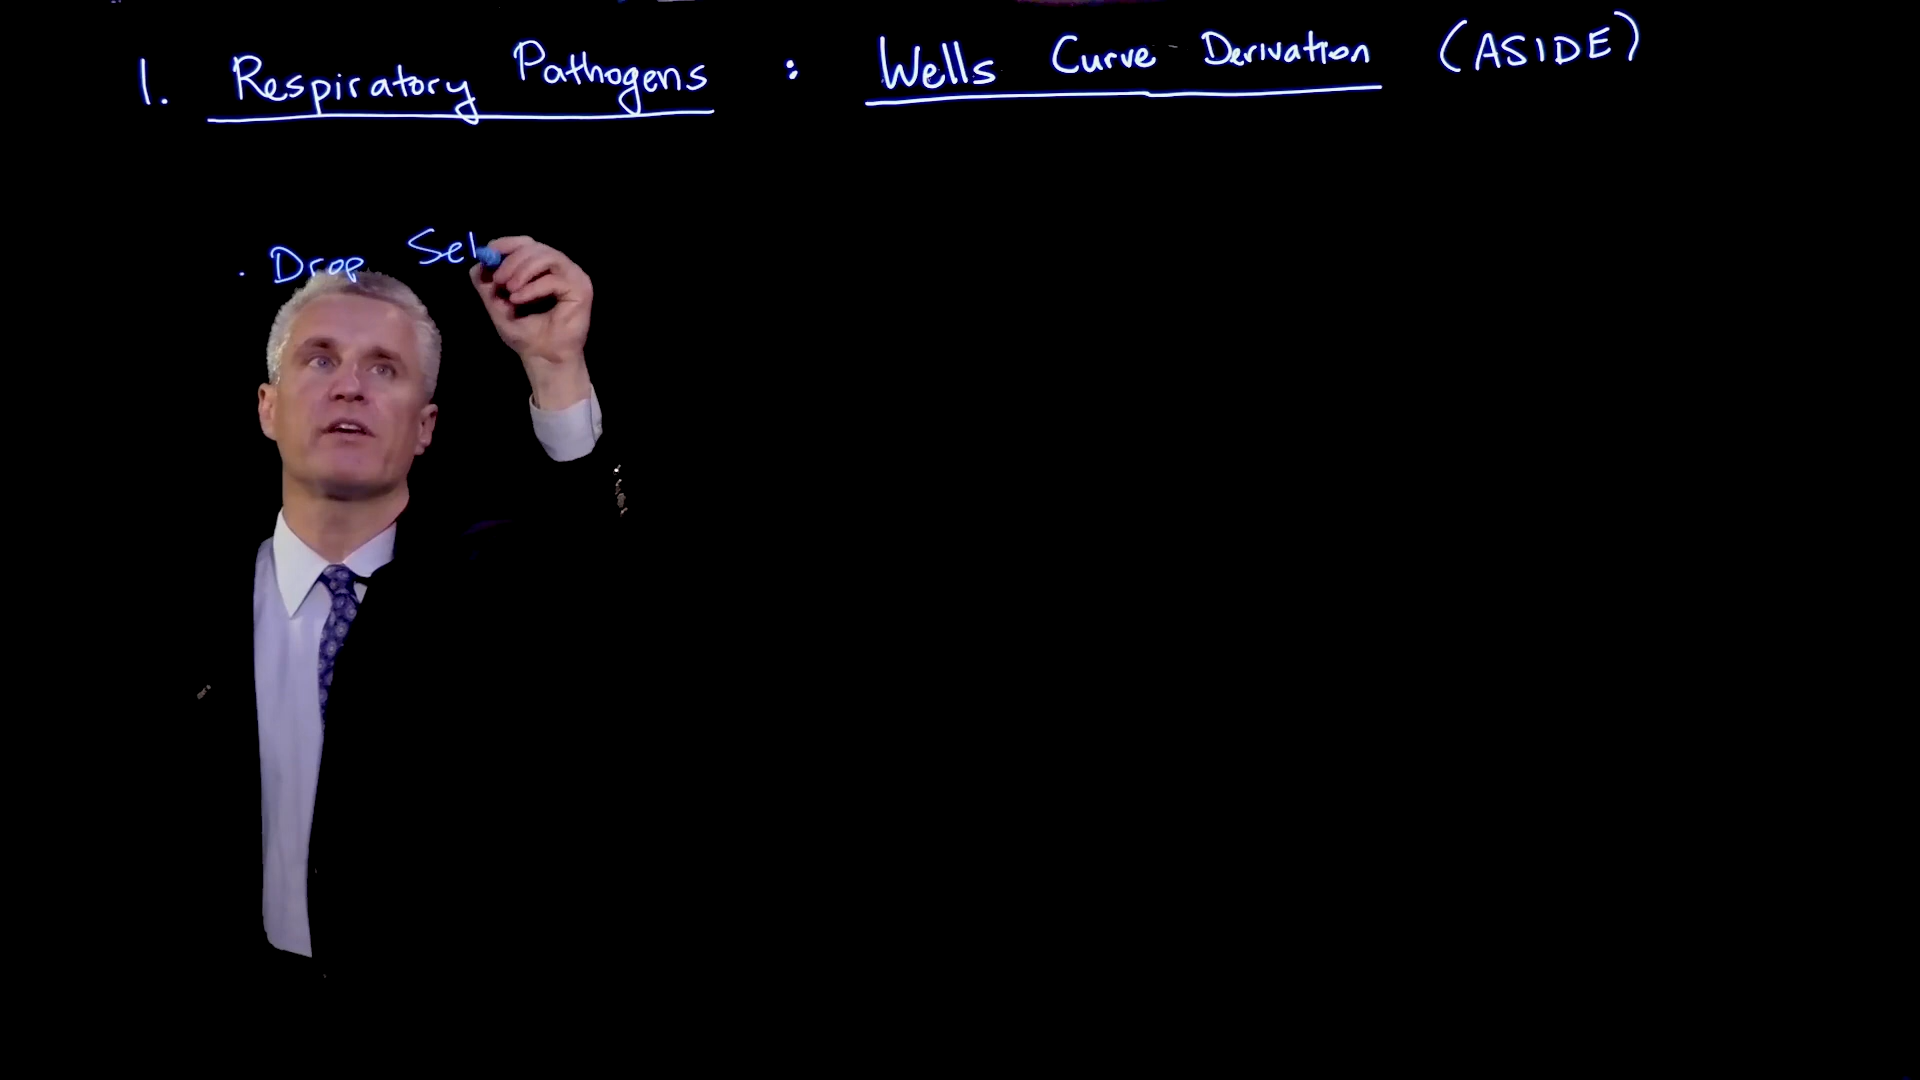 1. Respiratory Pathogens : Wells Curve Derivation (ASIDE)
· Drop